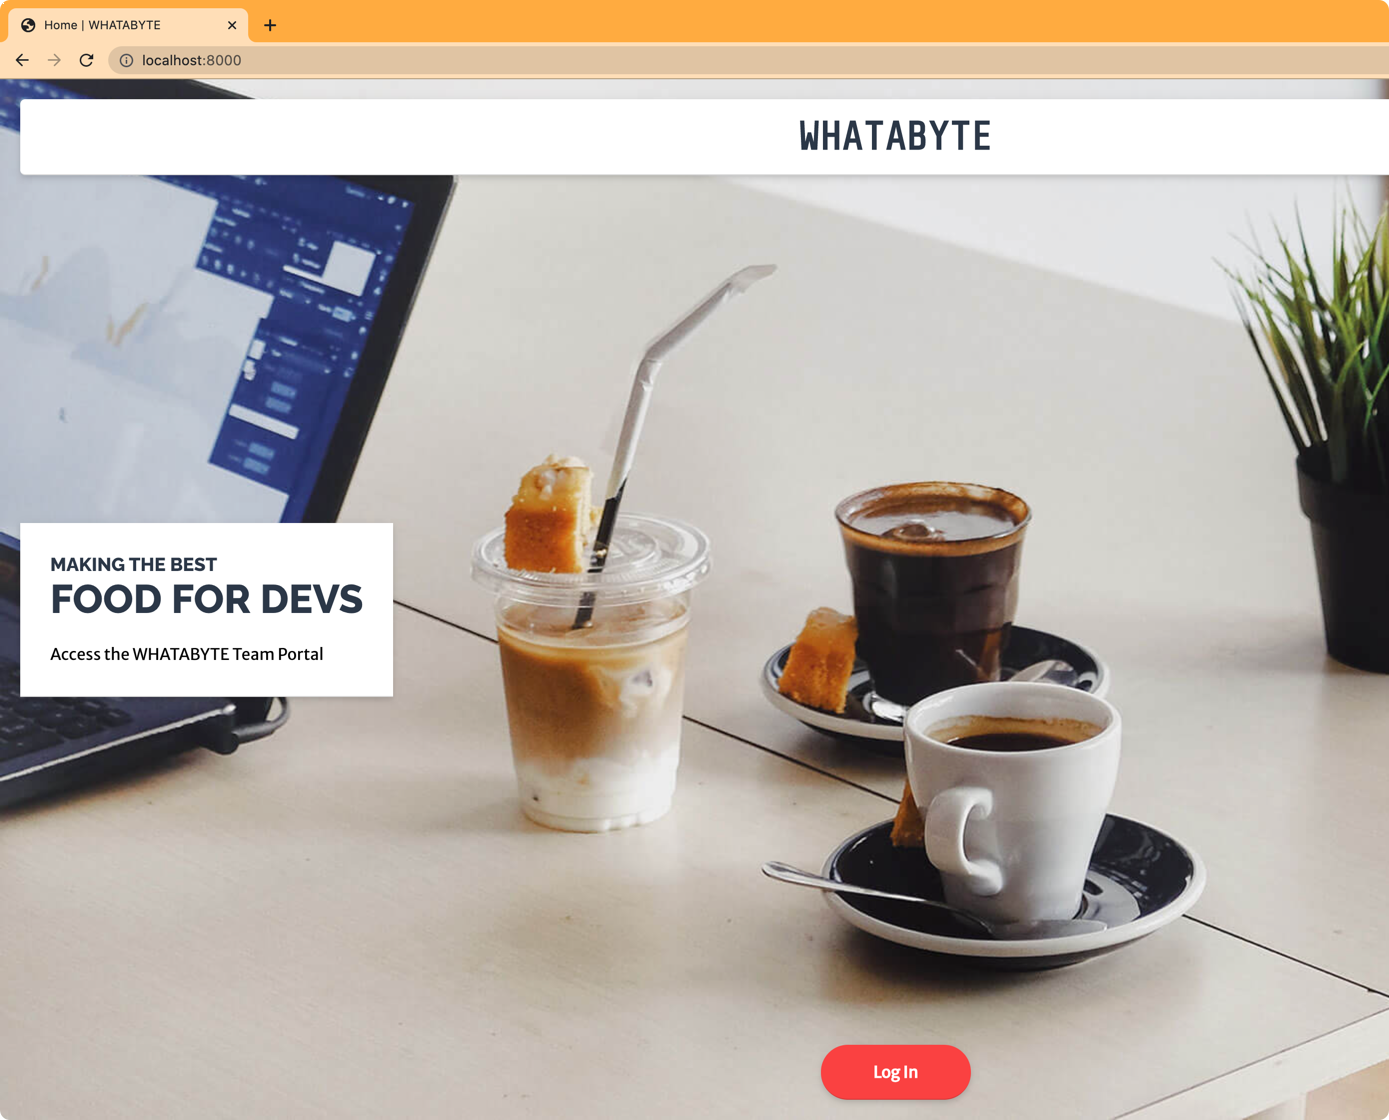 Home | WHATABYTE
localhost:8000
WHATABYTE
MAKING THE BEST
FOOD FOR DEVS
Access the WHATABYTE Team Portal
Log In